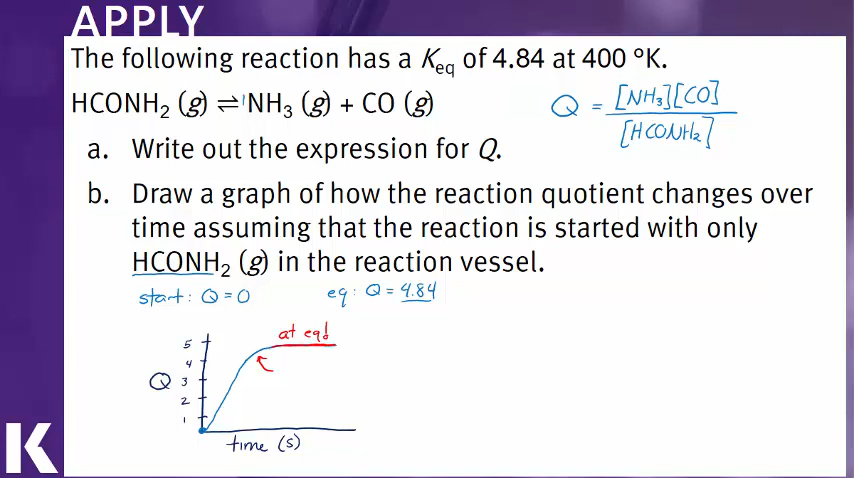 APPLY
The following reaction has a Keq of 4.84 at 400 °K.
HCONH₂ (g) ⇌ NH₃ (g) + CO (g)
Q = [NH₃][CO]
[HCONH₂]
a. Write out the expression for Q.
b. Draw a graph of how the reaction quotient changes over
time assuming that the reaction is started with only
HCONH₂ (g) in the reaction vessel.
start: Q = 0 eq: Q = 4.84
at eq!
5
4
Q 3
2
1
time (s)
K